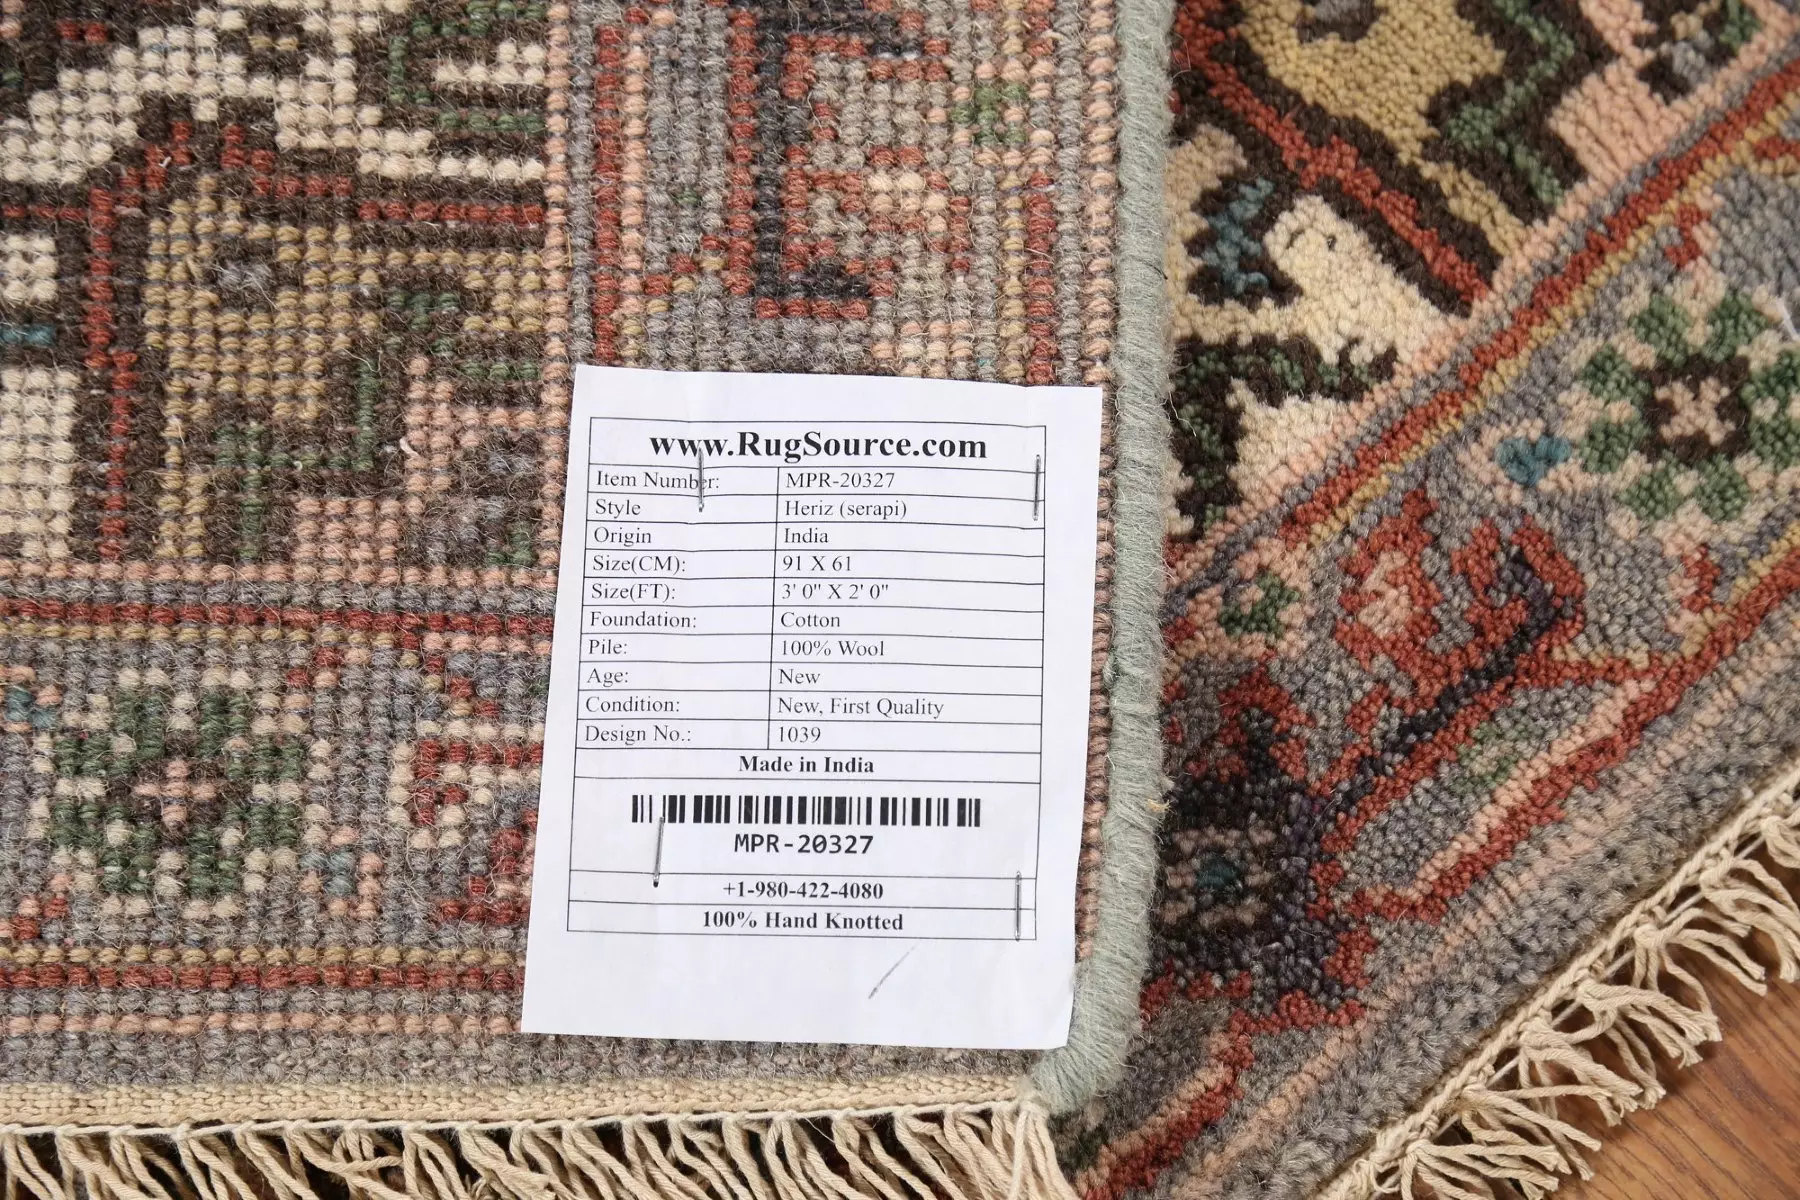 www.RugSource.com
Item Number: MPR-20327
Style Heriz (serapi)
Origin India
Size(CM): 91 X 61
Size(FT): 3' 0" X 2' 0"
Foundation: Cotton
Pile: 100% Wool
Age: New
Condition: New, First Quality
Design No.: 1039
Made in India
MPR-20327
+1-980-422-4080
100% Hand Knotted